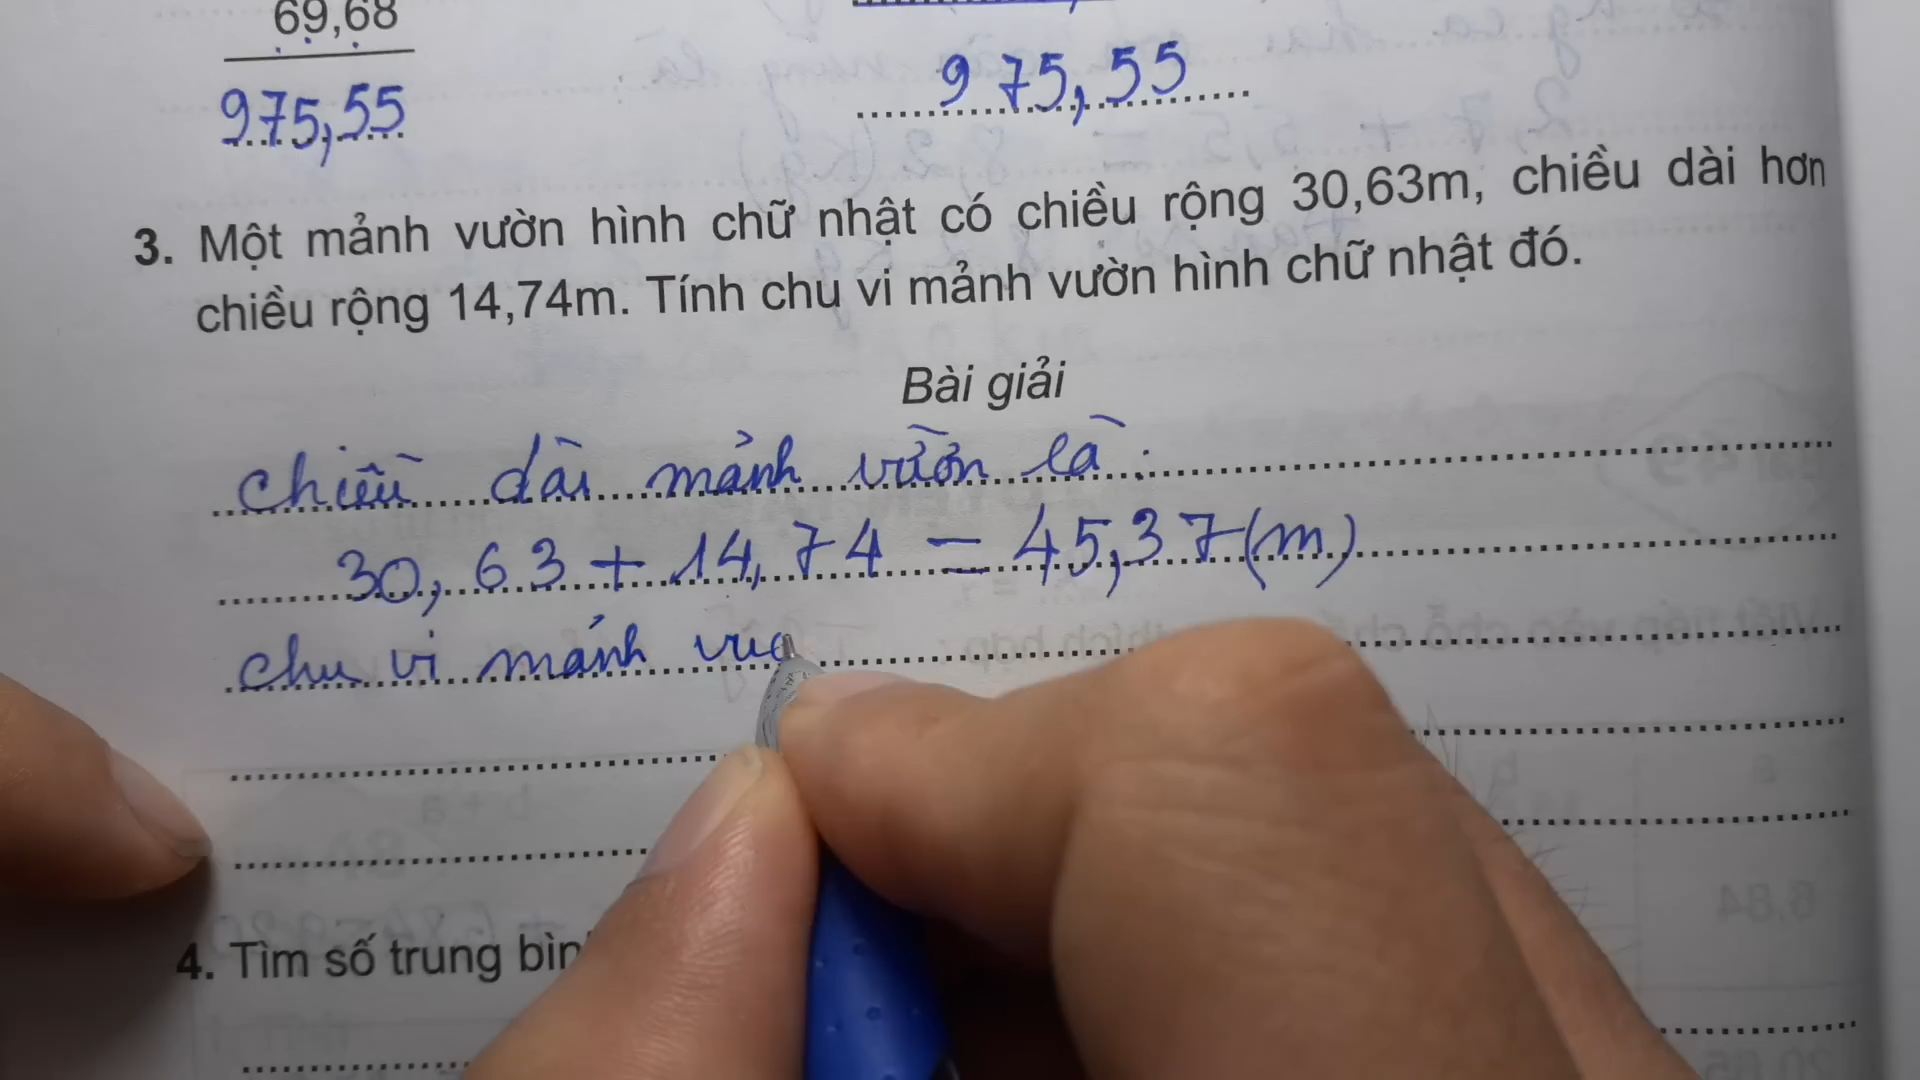 69,68
975,55
975,55
3. Một mảnh vườn hình chữ nhật có chiều rộng 30,63m, chiều dài hơn
chiều rộng 14,74m. Tính chu vi mảnh vườn hình chữ nhật đó.
Bài giải
chiều dài mảnh vườn là:
30,63 + 14,74 = 45,37(m)
chu vi mảnh vuo
4. Tìm số trung bìn